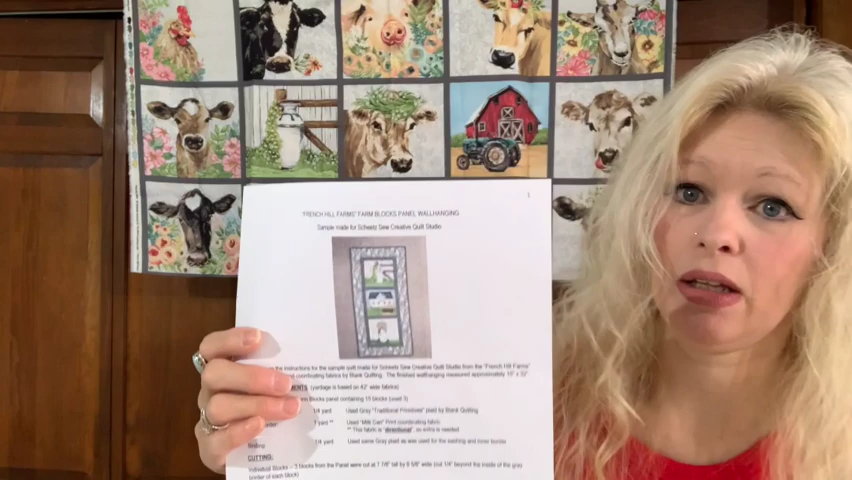 "FRENCH HILL FARMS" FARM BLOCKS PANEL WALLHANGING
Sample made for Scheetz Sew Creative Quilt Studio
the instructions for the sample quilt made for Scheetz Sew Creative Quilt Studio from the "French Hill Farms"
and coordinating fabrics by Blank Quilting. The finished wallhanging measured approximately
(yardage is based on 42" wide fabrics)
Blocks panel containing 15 blocks (used 3)
1/4 yard Used Gray "Traditional Primitives" plaid by Blank Quilting
1 yard ** Used "Milk Can" Print coordinating fabric
** This fabric is "directional", so extra is needed
Binding 1/4 yard Used same Gray plaid as was used for the sashing and inner border
CUTTING:
Individual Blocks – 3 blocks from the Panel were cut at 7 7/8" tall by 8 5/8" wide (cut 1/4" beyond the inside of the gray
border of each block)